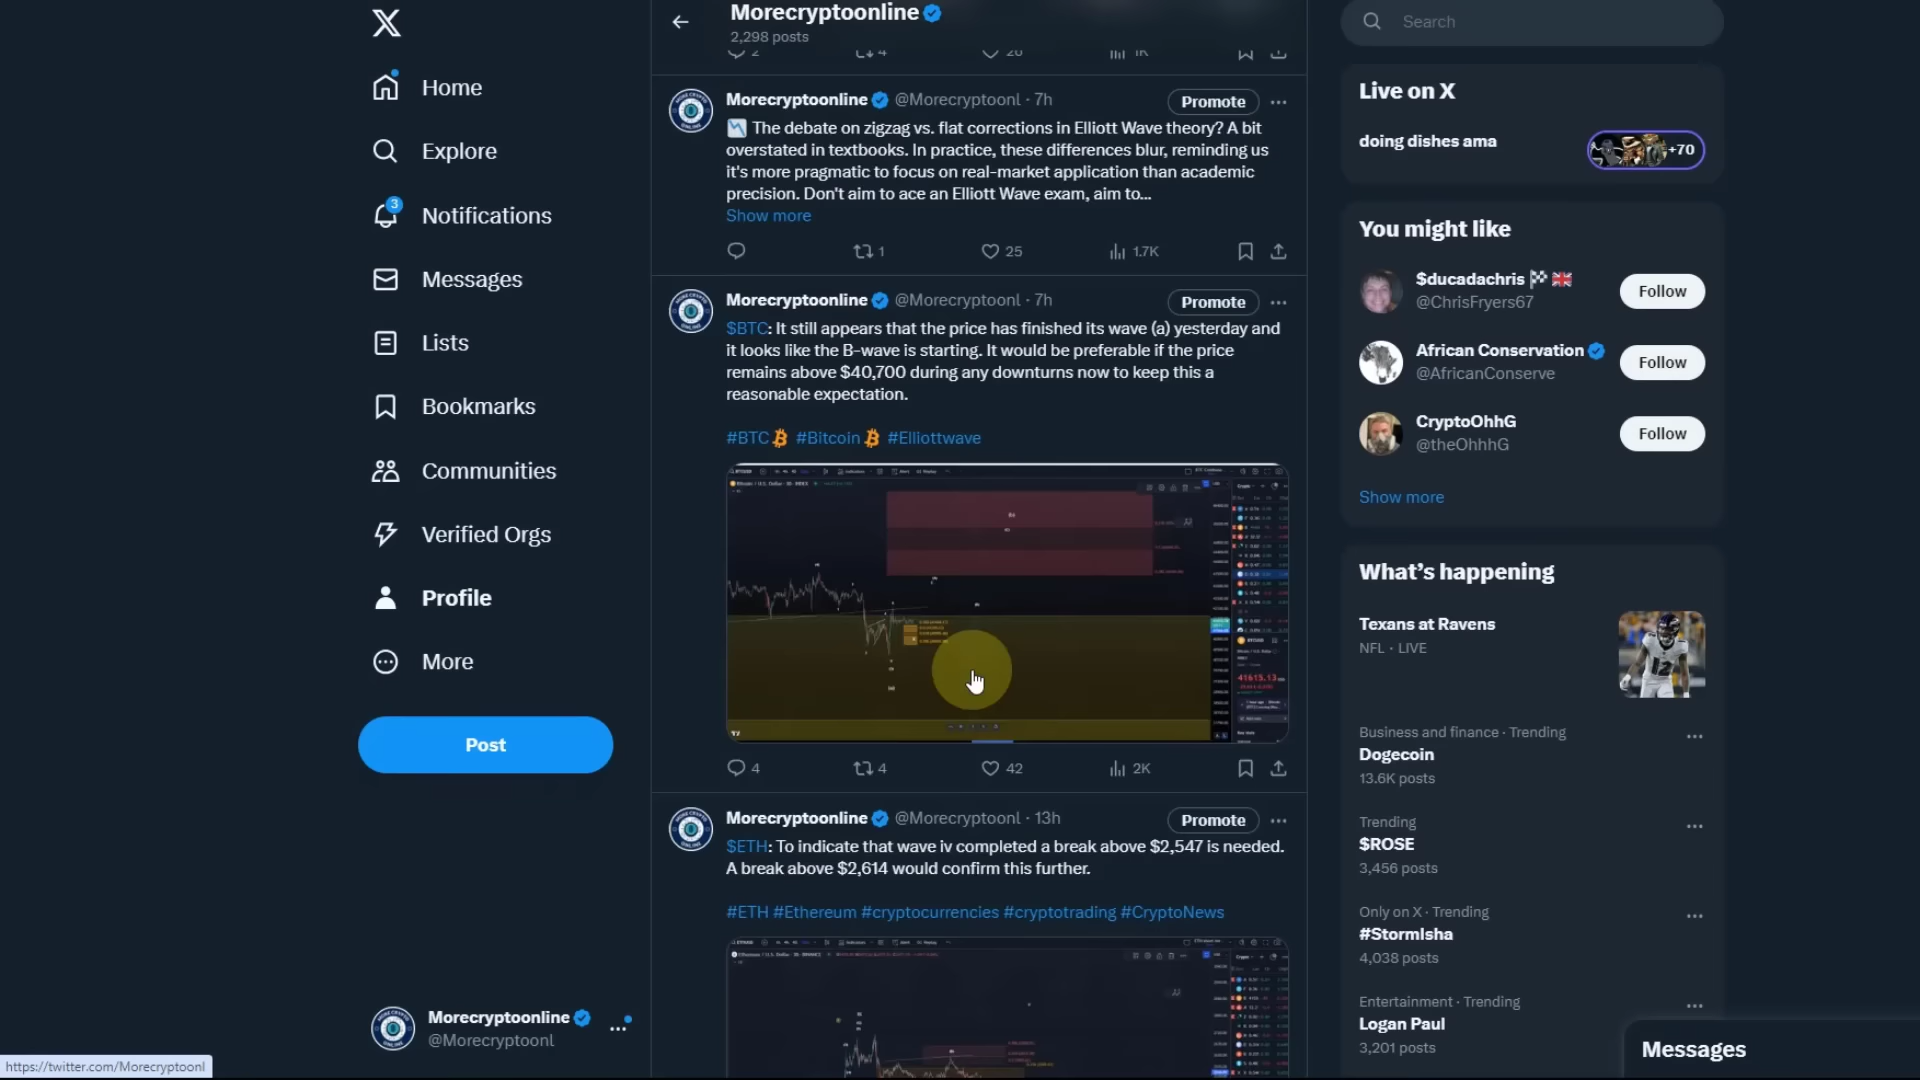 Home
Explore
3
Notifications
Messages
Lists
Bookmarks
Communities
Verified Orgs
Profile
More
Post
Morecryptoonline
@Morecryptoonl
https://twitter.com/Morecryptoonl
Morecryptoonline
2,298 posts
2 4 26 1K
Morecryptoonline @Morecryptoonl · 7h Promote
The debate on zigzag vs. flat corrections in Elliott Wave theory? A bit
overstated in textbooks. In practice, these differences blur, reminding us
it's more pragmatic to focus on real-market application than academic
precision. Don't aim to ace an Elliott Wave exam, aim to...
Show more
1 25 1.7K
Morecryptoonline @Morecryptoonl · 7h Promote
$BTC: It still appears that the price has finished its wave (a) yesterday and
it looks like the B-wave is starting. It would be preferable if the price
remains above $40,700 during any downturns now to keep this a
reasonable expectation.
#BTC #Bitcoin #Elliottwave
41615.13
4 4 42 2K
Morecryptoonline @Morecryptoonl · 13h Promote
$ETH: To indicate that wave iv completed a break above $2,547 is needed.
A break above $2,614 would confirm this further.
#ETH #Ethereum #cryptocurrencies #cryptotrading #CryptoNews
Search
Live on X
doing dishes ama
+70
You might like
$ducadachris
@ChrisFryers67
Follow
African Conservation
@AfricanConserve
Follow
CryptoOhhG
@theOhhhG
Follow
Show more
What's happening
Texans at Ravens
NFL · LIVE
Business and finance · Trending
Dogecoin
13.6K posts
Trending
$ROSE
3,456 posts
Only on X · Trending
#StormIsha
4,038 posts
Entertainment · Trending
Logan Paul
3,201 posts
Messages